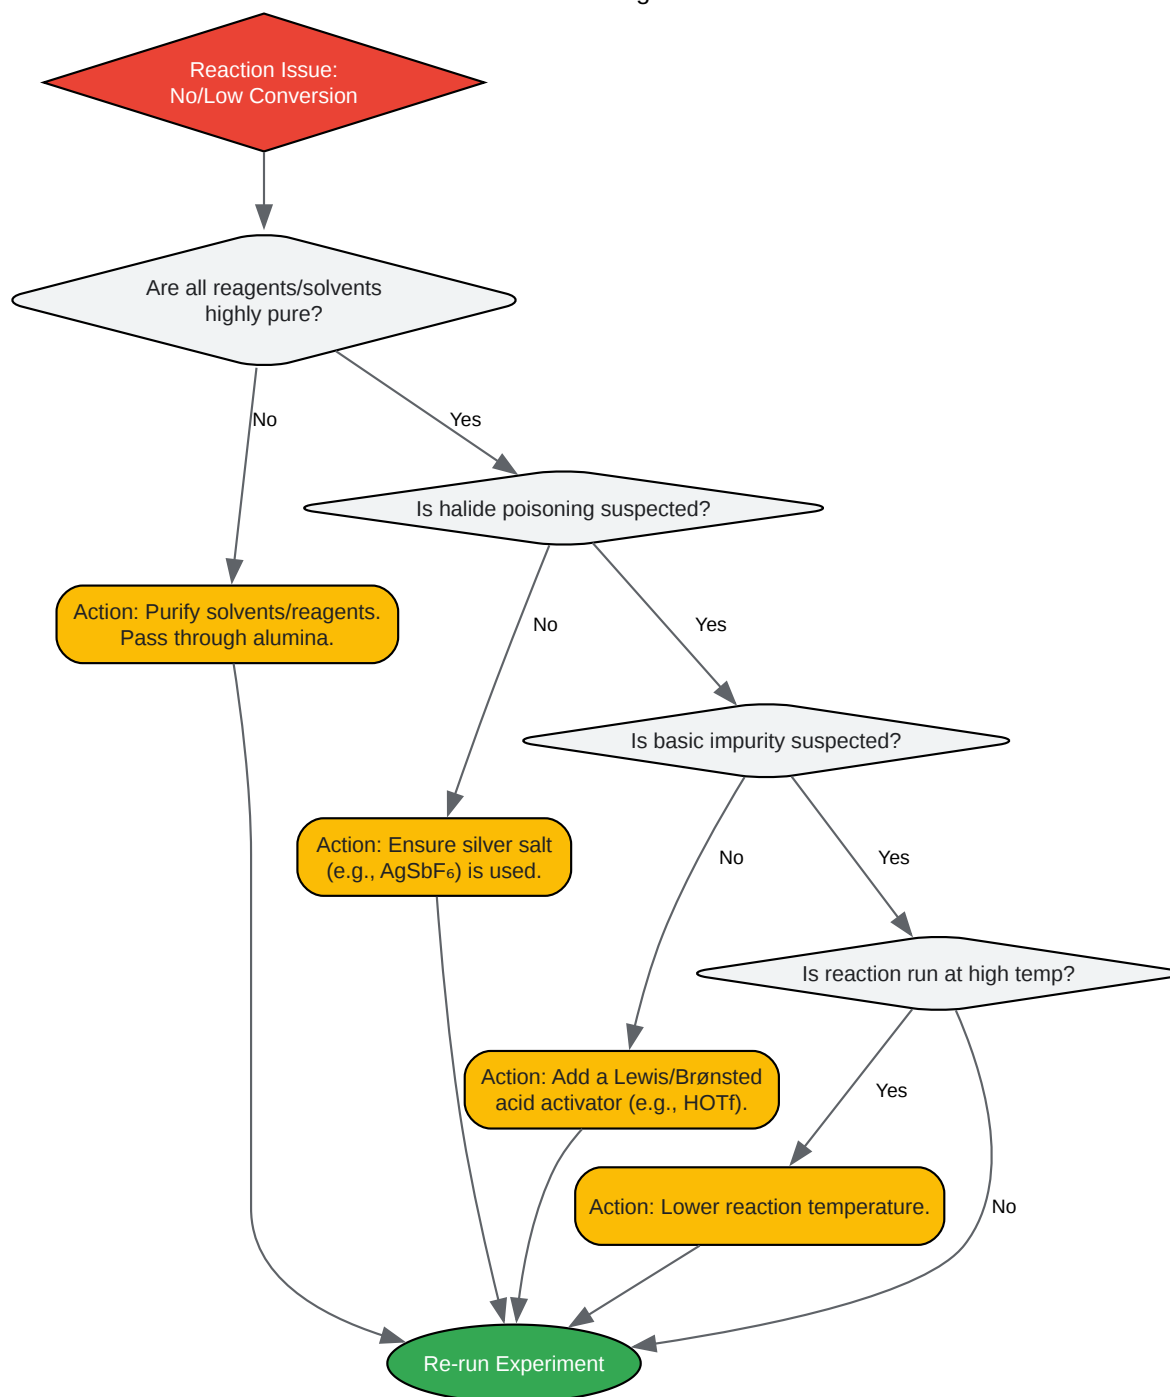 Reaction Issue:
No/Low Conversion
Are all reagents/solvents
highly pure?
No
Yes
Is halide poisoning suspected?
Action: Purify solvents/reagents.
Pass through alumina.
No
Yes
Is basic impurity suspected?
Action: Ensure silver salt
(e.g., AgSbF₆) is used.
No
Yes
Is reaction run at high temp?
Action: Add a Lewis/Brønsted
acid activator (e.g., HOTf).
Yes
Action: Lower reaction temperature.
No
Re-run Experiment